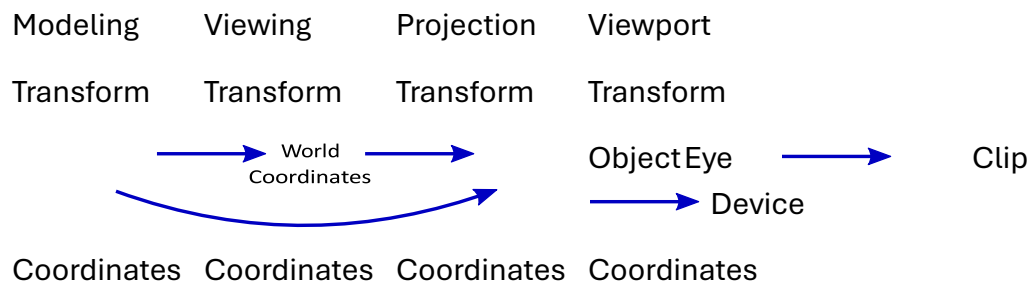 Modeling Viewing Projection Viewport
Transform Transform Transform Transform
World
Coordinates
Object Eye Clip
Device
Coordinates Coordinates Coordinates Coordinates